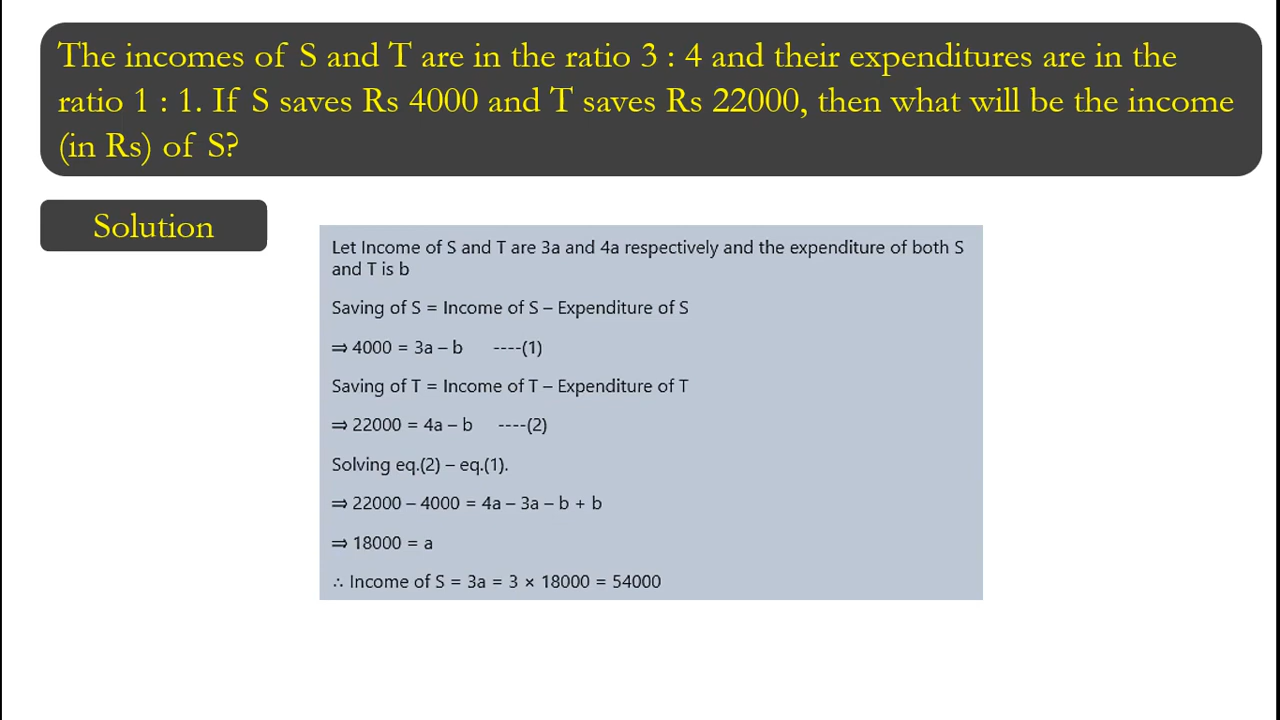 The incomes of S and T are in the ratio 3 : 4 and their expenditures are in the
ratio 1 : 1. If S saves Rs 4000 and T saves Rs 22000, then what will be the income
(in Rs) of S?
Solution
Let Income of S and T are 3a and 4a respectively and the expenditure of both S
and T is b
Saving of S = Income of S – Expenditure of S
⇒ 4000 = 3a – b ----(1)
Saving of T = Income of T – Expenditure of T
⇒ 22000 = 4a – b ----(2)
Solving eq.(2) – eq.(1).
⇒ 22000 – 4000 = 4a – 3a – b + b
⇒ 18000 = a
∴ Income of S = 3a = 3 × 18000 = 54000